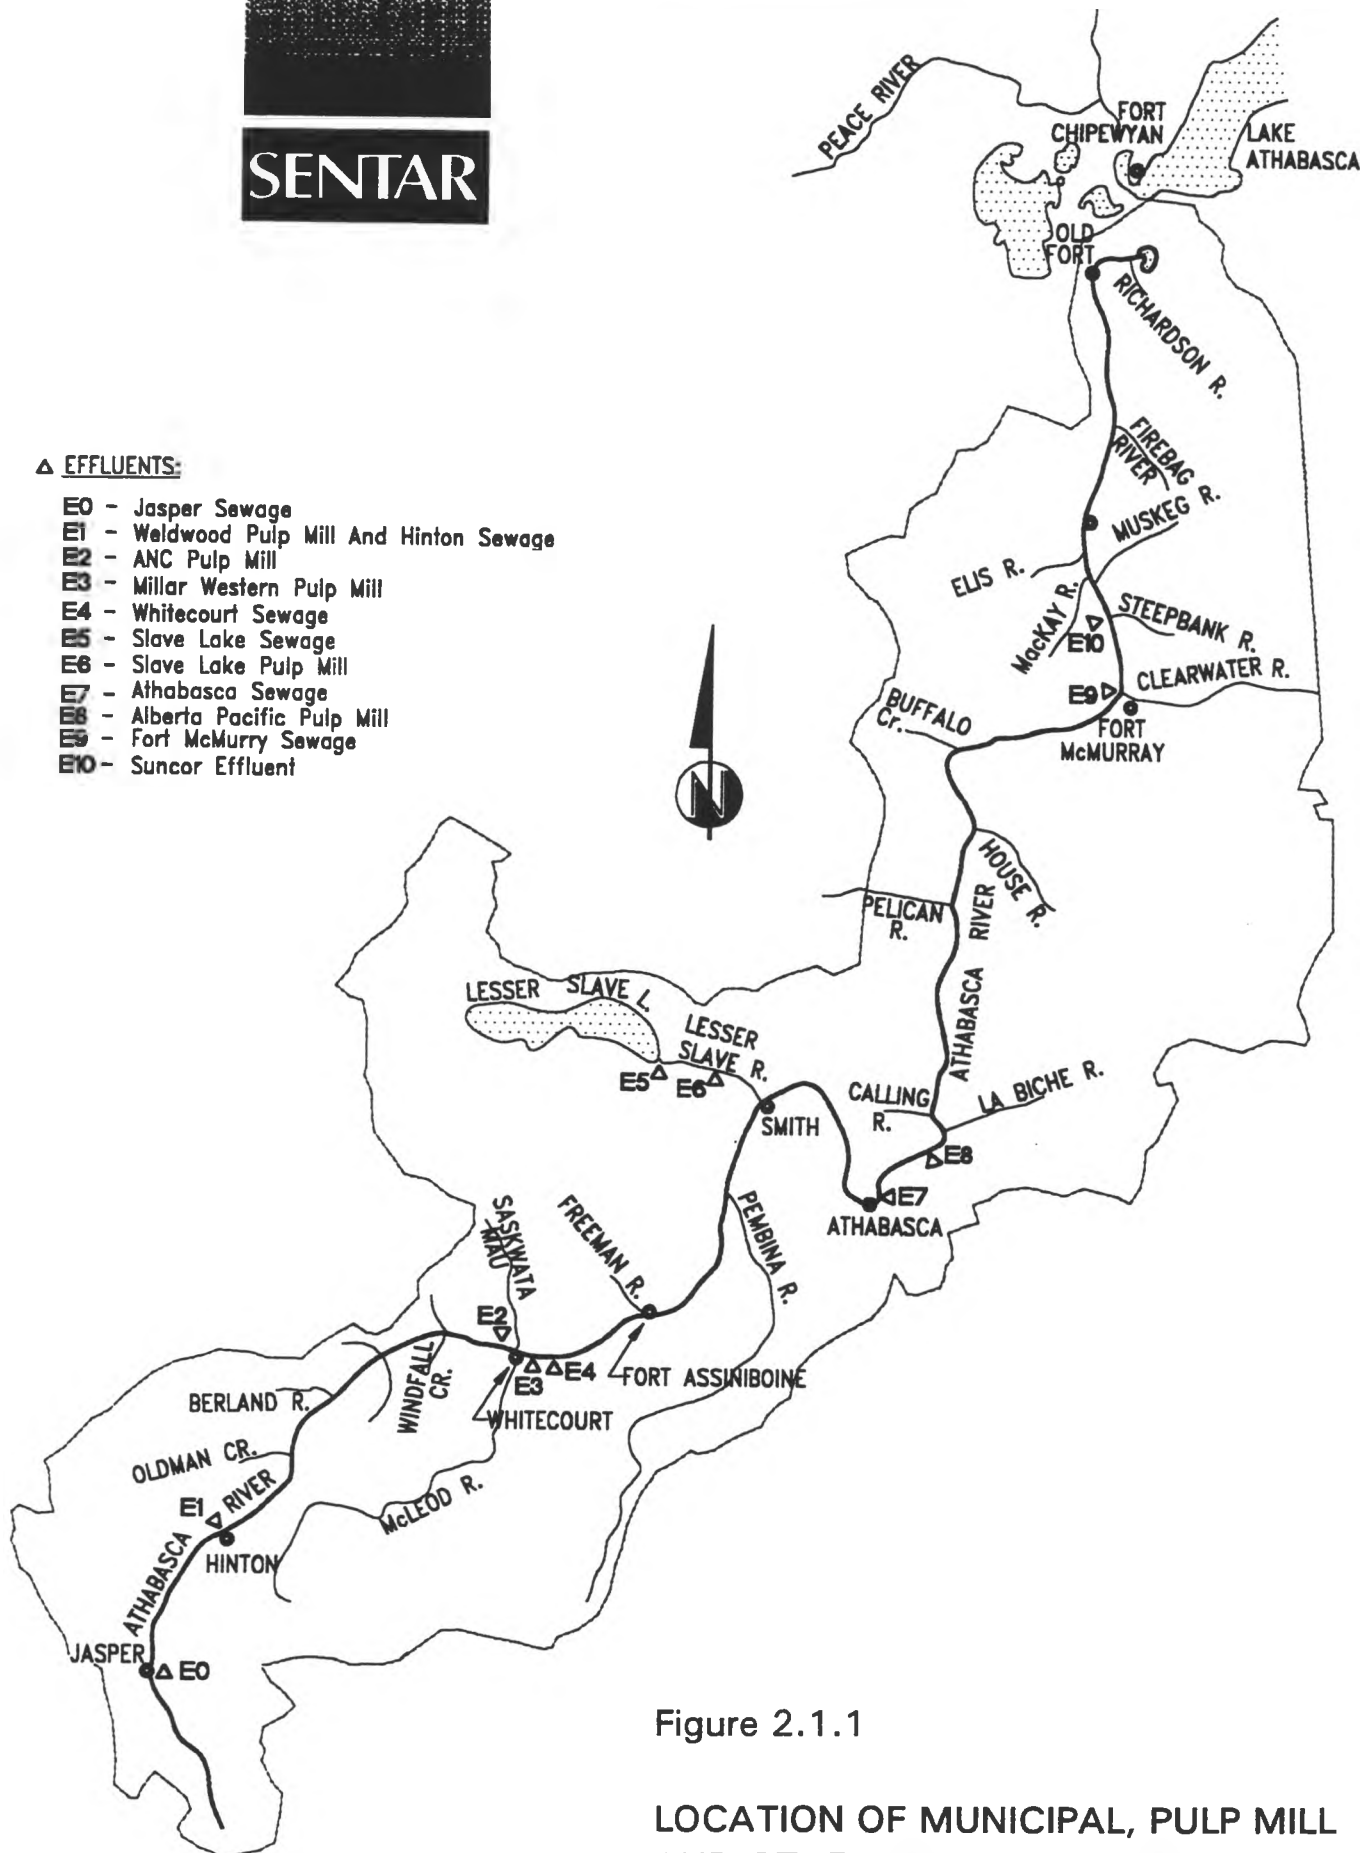 SENTAR
PEACE RIVER
FORT
CHIPEWYAN
LAKE
ATHABASCA
OLD
FORT
RICHARDSON R.
FIREBAG
RIVER
MUSKEG R.
ELIS R.
MacKAY R.
STEEPBANK R.
E10
E9
CLEARWATER R.
BUFFALO
Cr.
FORT
McMURRAY
△ EFFLUENTS:
E0 - Jasper Sewage
E1 - Weldwood Pulp Mill And Hinton Sewage
E2 - ANC Pulp Mill
E3 - Millar Western Pulp Mill
E4 - Whitecourt Sewage
E5 - Slave Lake Sewage
E6 - Slave Lake Pulp Mill
E7 - Athabasca Sewage
E8 - Alberta Pacific Pulp Mill
E9 - Fort McMurry Sewage
E10 - Suncor Effluent
N
HOUSE R.
PELICAN
R.
ATHABASCA RIVER
LESSER SLAVE L.
LESSER
SLAVE R.
E5
E6
SMITH
CALLING
R.
LA BICHE R.
E8
E7
ATHABASCA
PEMBINA R.
FREEMAN R.
SASKWATA
MAU
E2
E3
E4
FORT ASSINIBOINE
WHITECOURT
WINDFALL
CR.
BERLAND R.
OLDMAN CR.
McLEOD R.
E1
ATHABASCA RIVER
HINTON
JASPER
E0
Figure 2.1.1
LOCATION OF MUNICIPAL, PULP MILL